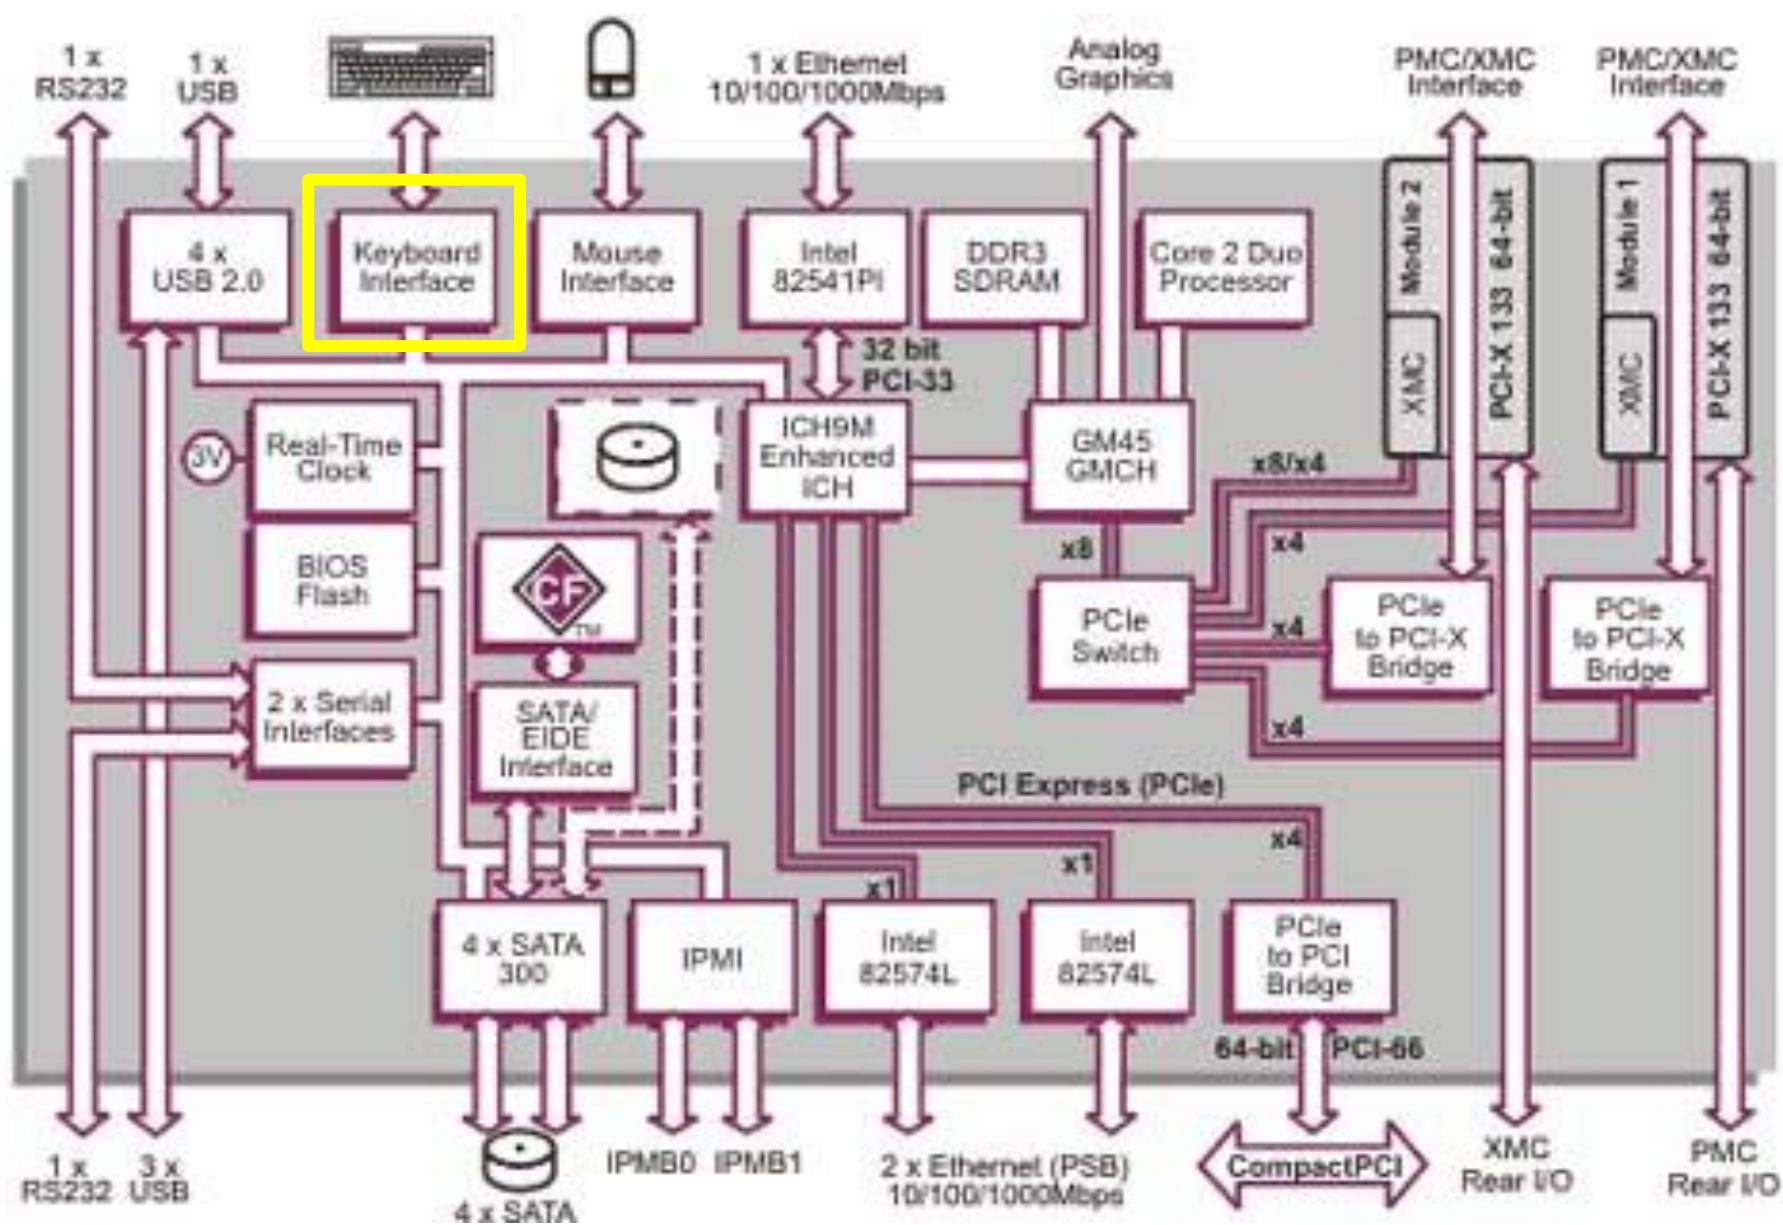 1 x
RS232
1 x
USB
1 x Ethernet
10/100/1000Mbps
Analog
Graphics
PMC/XMC
Interface
PMC/XMC
Interface
4 x
USB 2.0
Keyboard
Interface
Mouse
Interface
Intel
82541PI
DDR3
SDRAM
Core 2 Duo
Processor
Module 2
XMC
PCI-X 133 64-bit
Module 1
XMC
PCI-X 133 64-bit
32 bit
PCI-33
3V
Real-Time
Clock
ICH9M
Enhanced
ICH
GM45
GMCH
x8/x4
x4
x8
BIOS
Flash
CF
TM
PCIe
Switch
x4
PCIe
to PCI-X
Bridge
PCIe
to PCI-X
Bridge
2 x Serial
Interfaces
SATA/
EIDE
Interface
x4
PCI Express (PCIe)
x4
x1
x1
4 x SATA
300
IPMI
Intel
82574L
Intel
82574L
PCIe
to PCI
Bridge
64-bit PCI-66
1 x
RS232
3 x
USB
4 x SATA
IPMB0 IPMB1
2 x Ethernet (PSB)
10/100/1000Mbps
CompactPCI
XMC
Rear I/O
PMC
Rear I/O